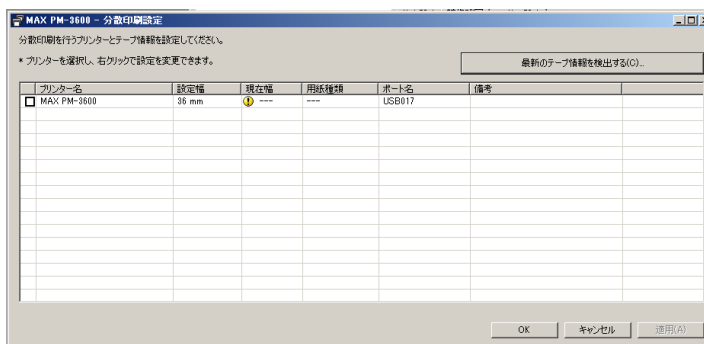 MAX PM-3600 - 分散印刷設定
分散印刷を行うプリンターとテープ情報を設定してください。
* プリンターを選択し、右クリックで設定を変更できます。
最新のテープ情報を検出する(C)...
プリンター名 設定幅 現在幅 用紙種類 ポート名 備考
MAX PM-3600 36 mm --- --- USB017
OK キャンセル 適用(A)